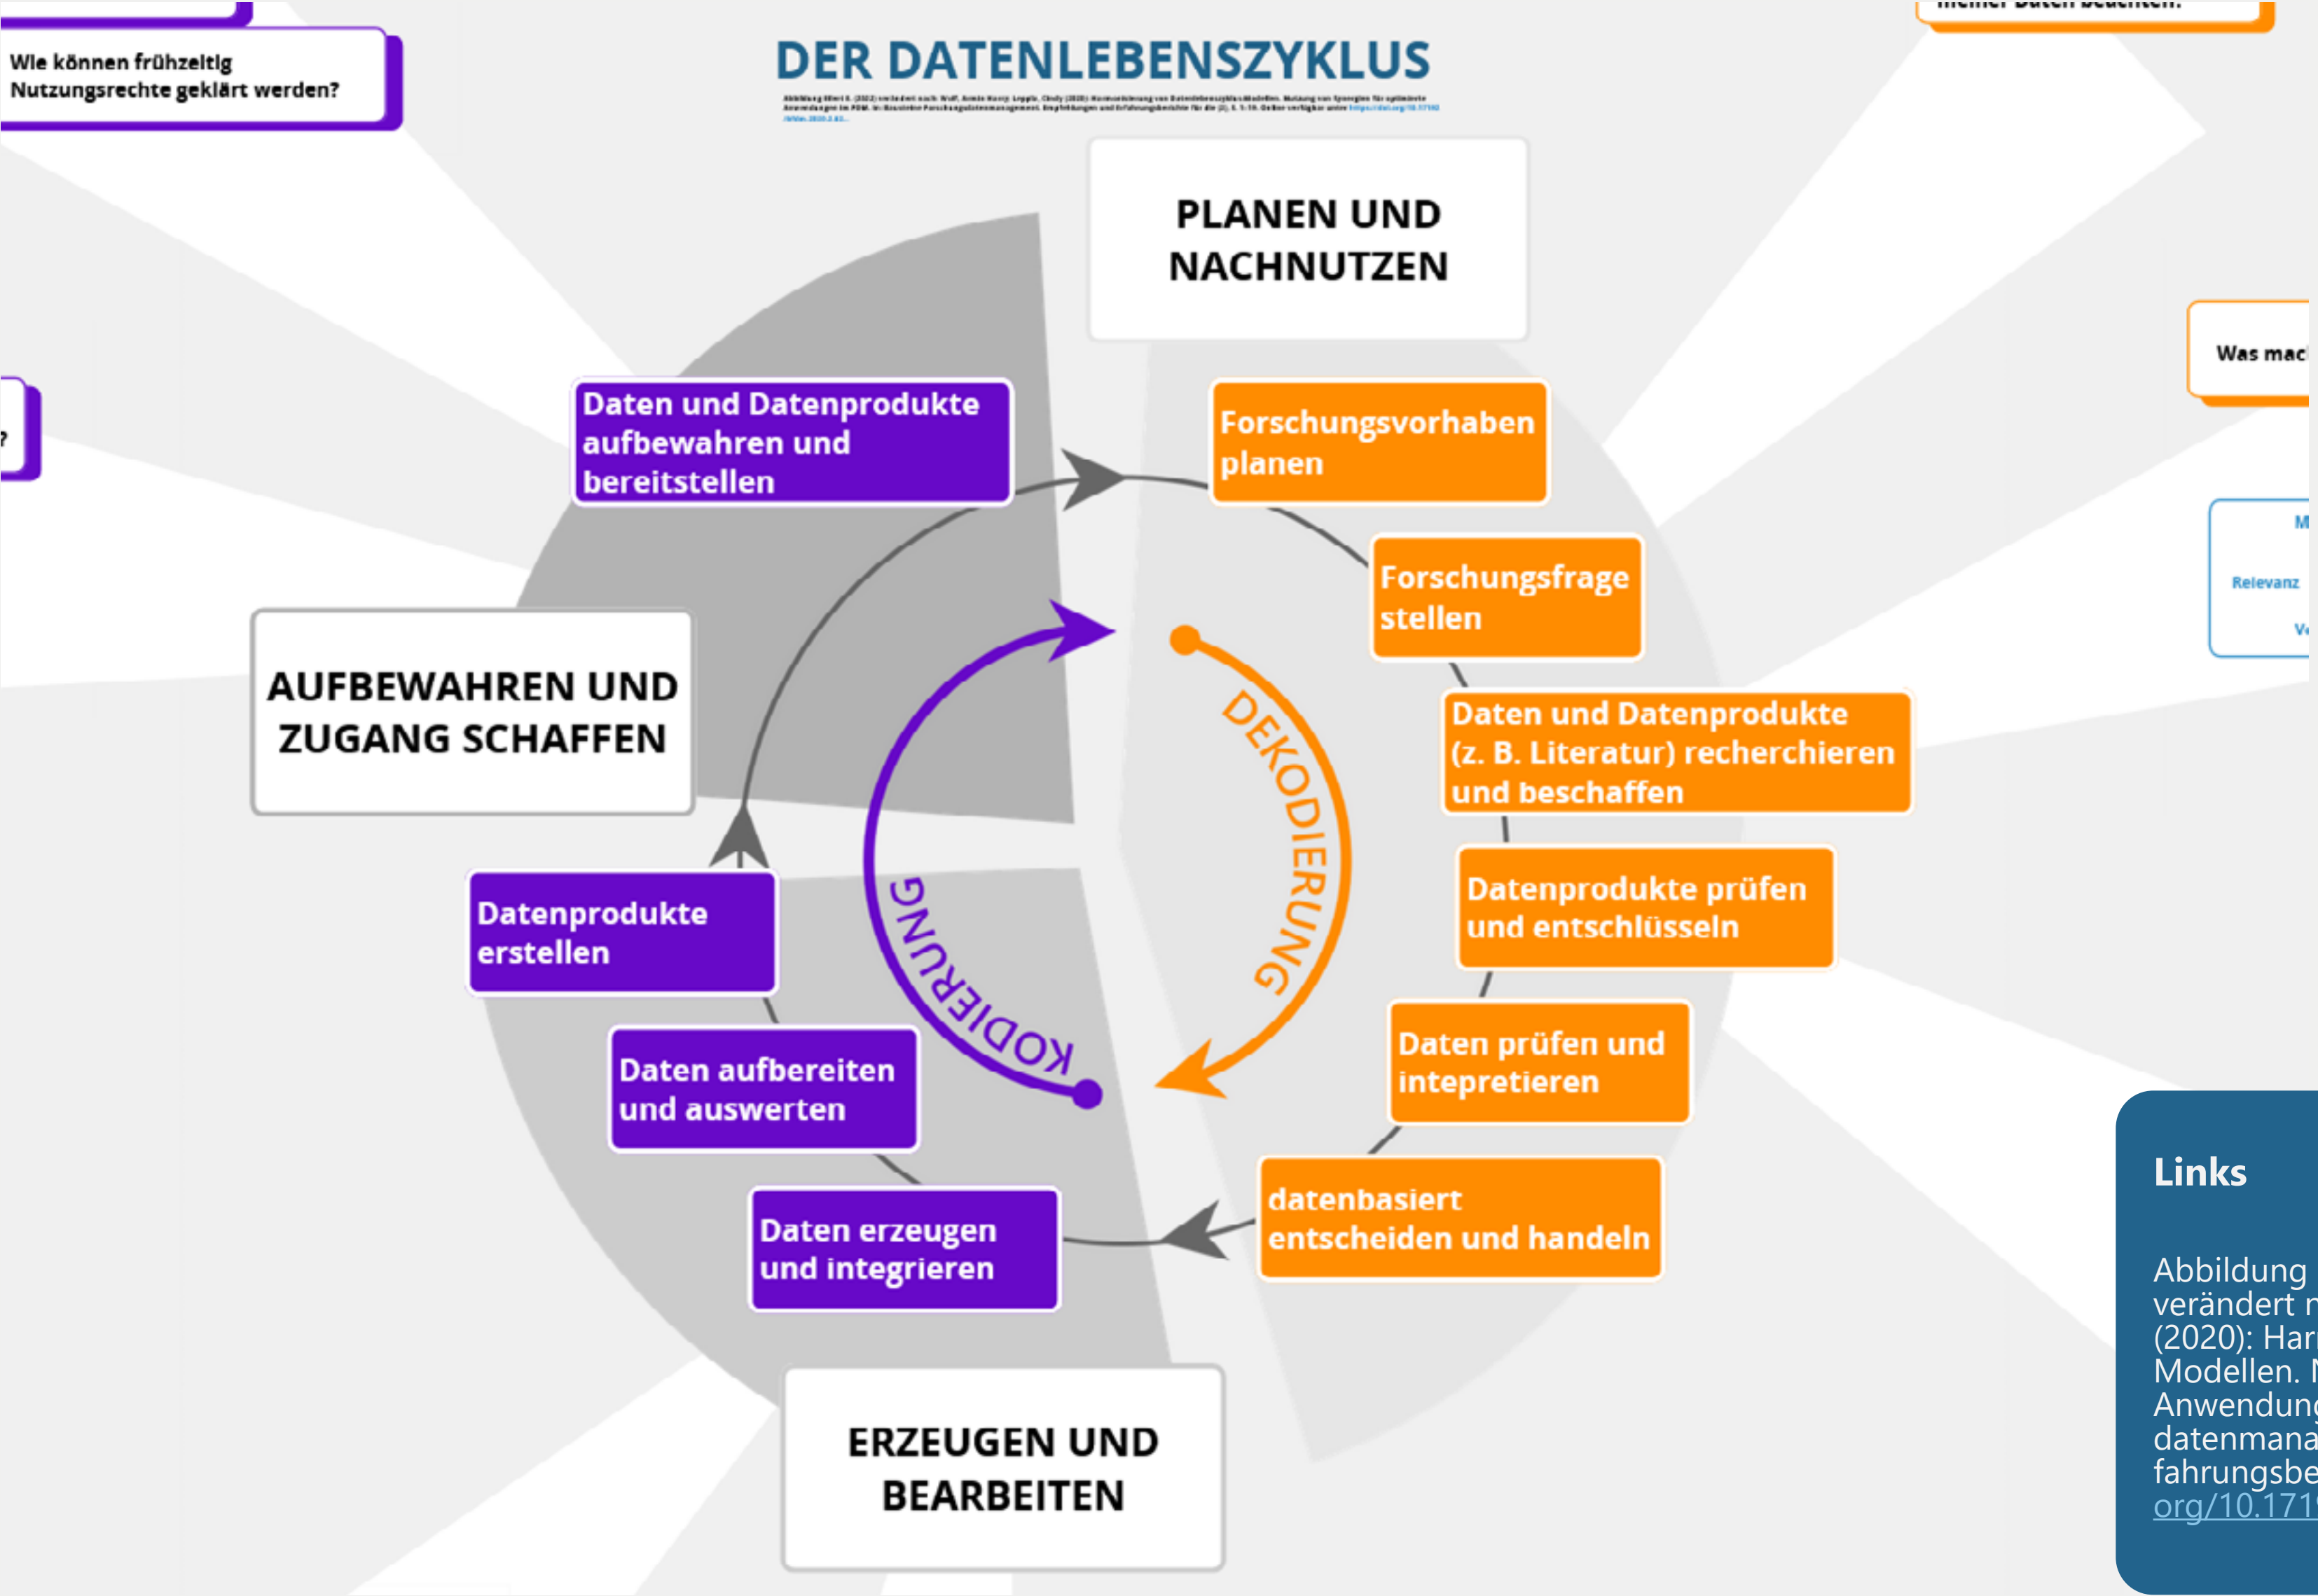 Wie können frühzeitig
Nutzungsrechte geklärt werden?
meiner Daten beachten?
DER DATENLEBENSZYKLUS
PLANEN UND
NACHNUTZEN
Was mac
?
Daten und Datenprodukte
aufbewahren und
bereitstellen
Forschungsvorhaben
planen
Forschungsfrage
stellen
M
Relevanz
AUFBEWAHREN UND
ZUGANG SCHAFFEN
Daten und Datenprodukte
(z. B. Literatur) recherchieren
und beschaffen
DEKODIERUNG
KODIERUNG
Datenprodukte
erstellen
Datenprodukte prüfen
und entschlüsseln
Daten aufbereiten
und auswerten
Daten prüfen und
intepretieren
Daten erzeugen
und integrieren
datenbasiert
entscheiden und handeln
ERZEUGEN UND
BEARBEITEN
Links
Abbildung
verändert n
(2020): Har
Modellen.
Anwendung
datenmana
fahrungsbe
org/10.171